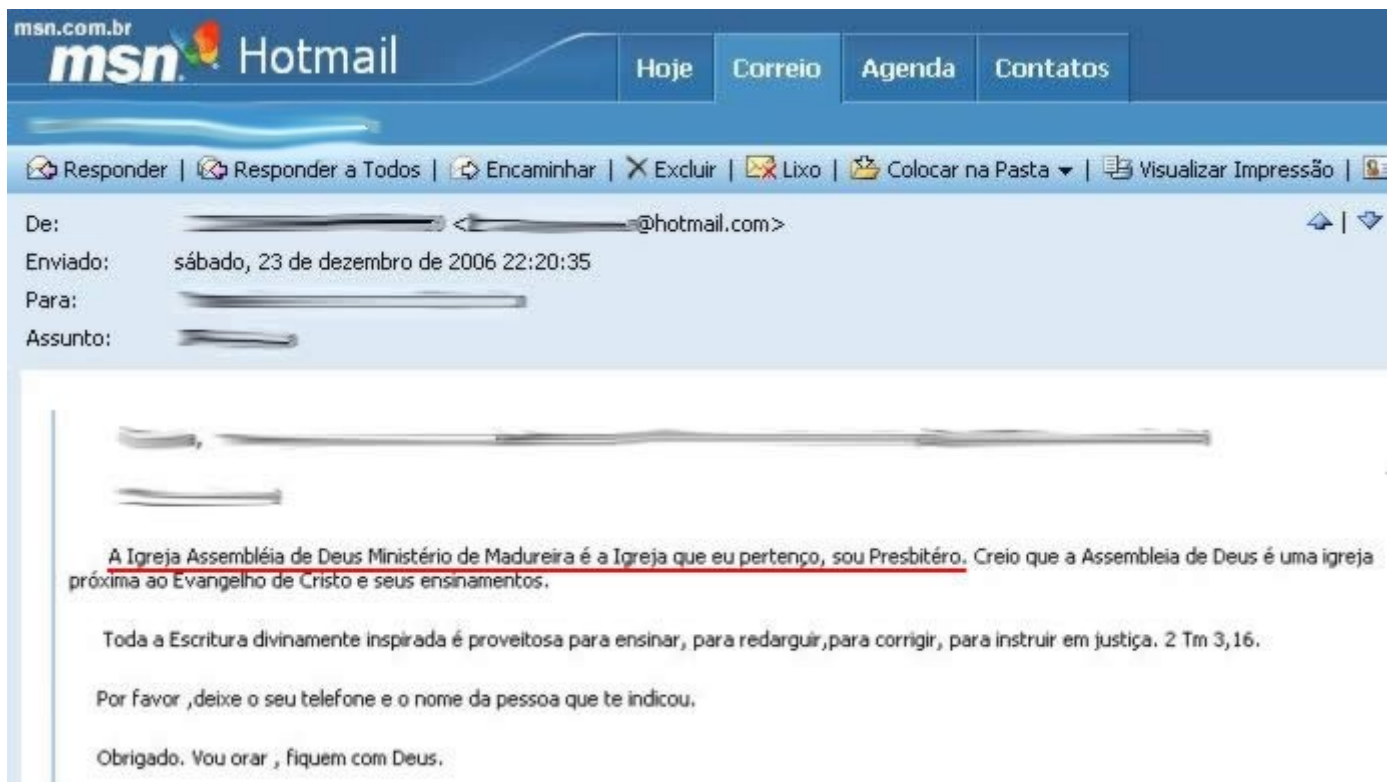 msn.com.br
msn Hotmail
Hoje Correio Agenda Contatos
Responder | Responder a Todos | Encaminhar | Excluir | Lixo | Colocar na Pasta | Visualizar Impressão |
De: < @hotmail.com>
Enviado: sábado, 23 de dezembro de 2006 22:20:35
Para:
Assunto:
A Igreja Assembléia de Deus Ministério de Madureira é a Igreja que eu pertenço, sou Presbitéro. Creio que a Assembleia de Deus é uma igreja
próxima ao Evangelho de Cristo e seus ensinamentos.
Toda a Escritura divinamente inspirada é proveitosa para ensinar, para redarguir,para corrigir, para instruir em justiça. 2 Tm 3,16.
Por favor ,deixe o seu telefone e o nome da pessoa que te indicou.
Obrigado. Vou orar , fiquem com Deus.